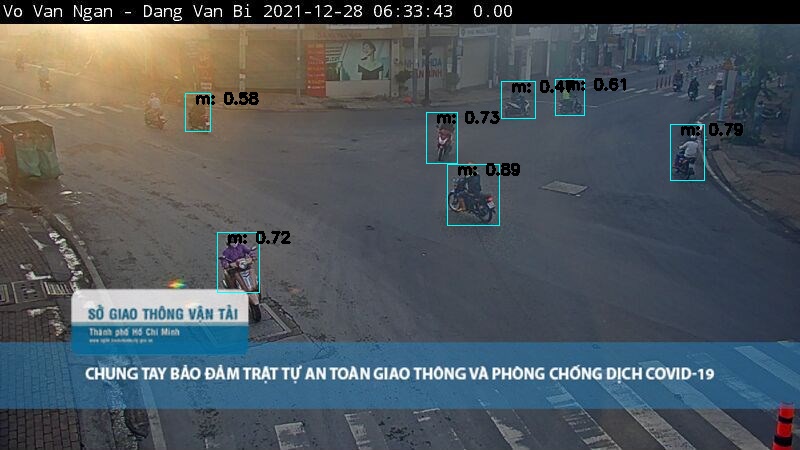 Vo Van Ngan - Dang Van Bi 2021-12-28 06:33:43 0.00
m: 0.58
m: 0.61
m: 0.73
m: 0.79
m: 0.89
m: 0.72
SỞ GIAO THÔNG VẬN TẢI
Thành phố Hồ Chí Minh
CHUNG TAY BẢO ĐẢM TRẬT TỰ AN TOÀN GIAO THÔNG VÀ PHÒNG CHỐNG DỊCH COVID-19